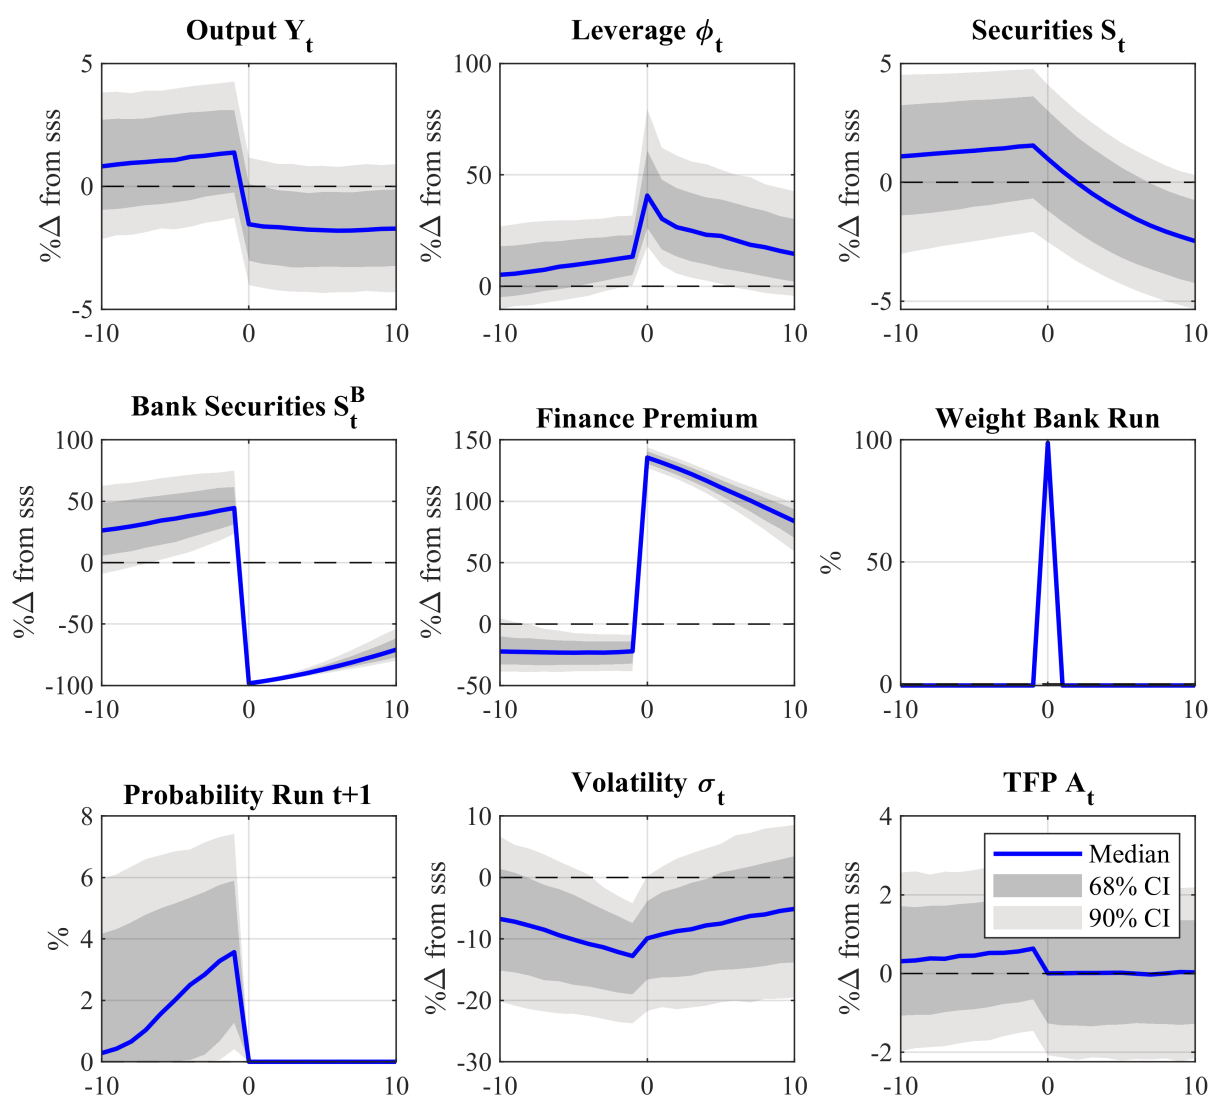 Output Y_t
%Δ from sss
5
0
-5
-10 0 10
Leverage ϕ_t
%Δ from sss
100
50
0
-10 0 10
Securities S_t
%Δ from sss
5
0
-5
-10 0 10
Bank Securities S_t^B
%Δ from sss
100
50
0
-50
-100
-10 0 10
Finance Premium
%Δ from sss
150
100
50
0
-50
-10 0 10
Weight Bank Run
%
100
50
0
-10 0 10
Probability Run t+1
%
8
6
4
2
0
-10 0 10
Volatility σ_t
%Δ from sss
10
0
-10
-20
-30
-10 0 10
TFP A_t
%Δ from sss
4
2
0
-2
-10 0 10
Median
68% CI
90% CI